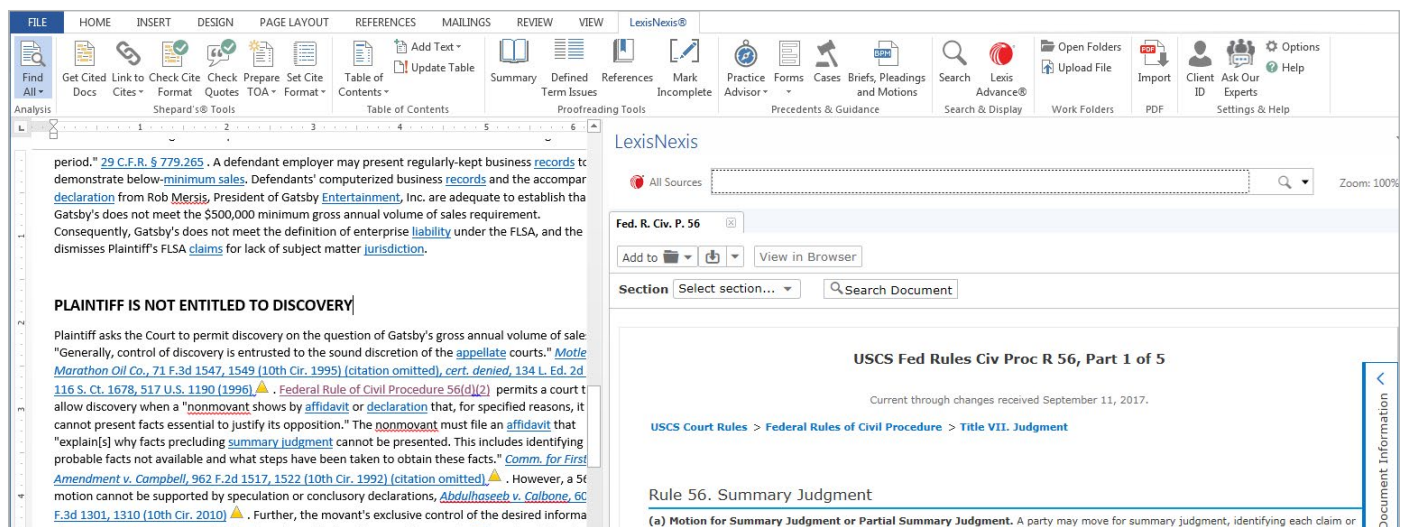 FILE HOME INSERT DESIGN PAGE LAYOUT REFERENCES MAILINGS REVIEW VIEW LexisNexis®
Find All
Get Cited Docs
Link to Cites
Check Cite Format
Check Quotes
Prepare TOA
Set Cite Format
Table of Contents
Add Text
Update Table
Summary
Defined Term Issues
References
Mark Incomplete
Practice Advisor
Forms
Cases
Briefs, Pleadings and Motions
Search
Lexis Advance®
Open Folders
Upload File
PDF
Import
Client ID
Ask Our Experts
Options
Help
Analysis Shepard's® Tools Table of Contents Proofreading Tools Precedents & Guidance Search & Display Work Folders PDF Settings & Help
1 2 3 4 5 6
period." 29 C.F.R. § 779.265 . A defendant employer may present regularly-kept business records to
demonstrate below-minimum sales. Defendants' computerized business records and the accompan
declaration from Rob Mersis, President of Gatsby Entertainment, Inc. are adequate to establish tha
Gatsby's does not meet the $500,000 minimum gross annual volume of sales requirement.
Consequently, Gatsby's does not meet the definition of enterprise liability under the FLSA, and the
dismisses Plaintiff's FLSA claims for lack of subject matter jurisdiction.
PLAINTIFF IS NOT ENTITLED TO DISCOVERY
Plaintiff asks the Court to permit discovery on the question of Gatsby's gross annual volume of sale
"Generally, control of discovery is entrusted to the sound discretion of the appellate courts." Motle
Marathon Oil Co., 71 F.3d 1547, 1549 (10th Cir. 1995) (citation omitted), cert. denied, 134 L. Ed. 2d
116 S. Ct. 1678, 517 U.S. 1190 (1996) . Federal Rule of Civil Procedure 56(d)(2) permits a court t
allow discovery when a "nonmovant shows by affidavit or declaration that, for specified reasons, it
cannot present facts essential to justify its opposition." The nonmovant must file an affidavit that
"explain[s] why facts precluding summary judgment cannot be presented. This includes identifying
probable facts not available and what steps have been taken to obtain these facts." Comm. for First
Amendment v. Campbell, 962 F.2d 1517, 1522 (10th Cir. 1992) (citation omitted) . However, a 56
motion cannot be supported by speculation or conclusory declarations, Abdulhaseeb v. Calbone, 60
F.3d 1301, 1310 (10th Cir. 2010) . Further, the movant's exclusive control of the desired informa
LexisNexis
All Sources
Zoom: 100%
Fed. R. Civ. P. 56
Add to View in Browser
Section Select section... Search Document
USCS Fed Rules Civ Proc R 56, Part 1 of 5
Current through changes received September 11, 2017.
USCS Court Rules > Federal Rules of Civil Procedure > Title VII. Judgment
Rule 56. Summary Judgment
(a) Motion for Summary Judgment or Partial Summary Judgment. A party may move for summary judgment, identifying each claim or
Document Information